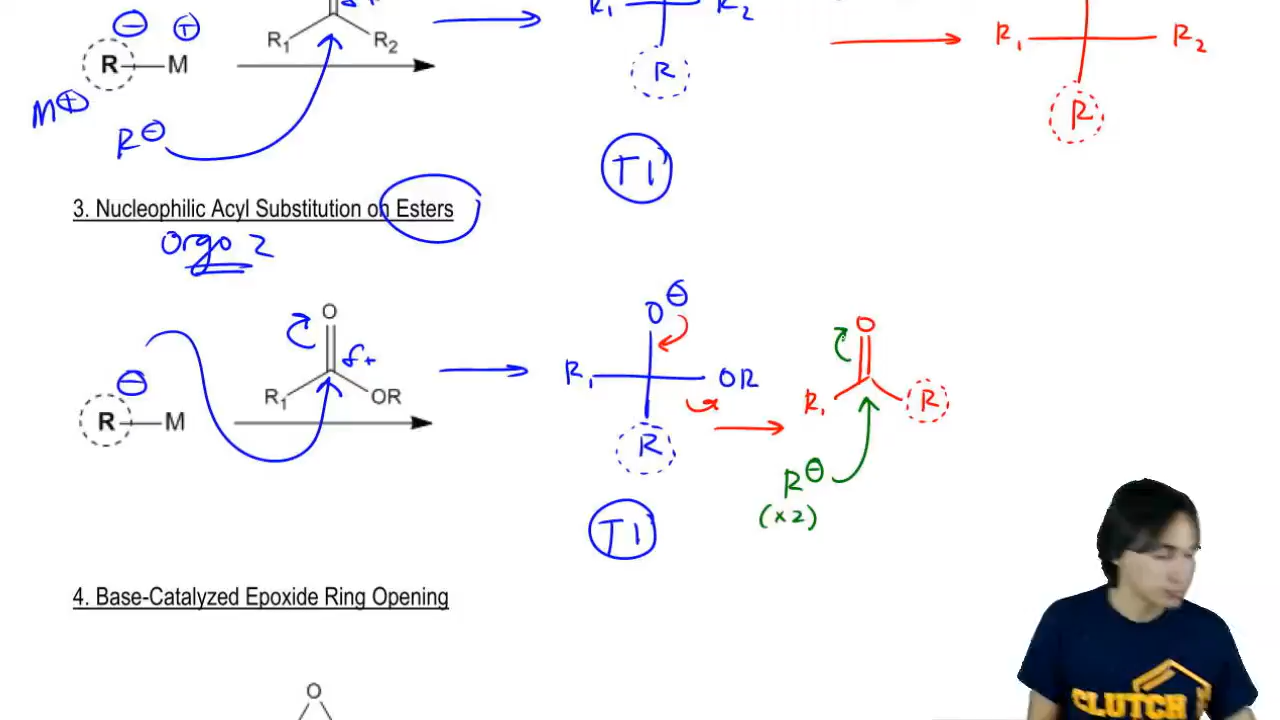 R1 R2
R1 R2
⊖ ⊕
R1 R2
R—M
R
M⊕
R⊖
R
TI
3. Nucleophilic Acyl Substitution on Esters
Orgo 2
O
O⊖
O
δ+
⊖
R1 OR
R1 OR
R1 R
R—M
R
R⊖
(×2)
TI
4. Base-Catalyzed Epoxide Ring Opening
O
CLUTCH